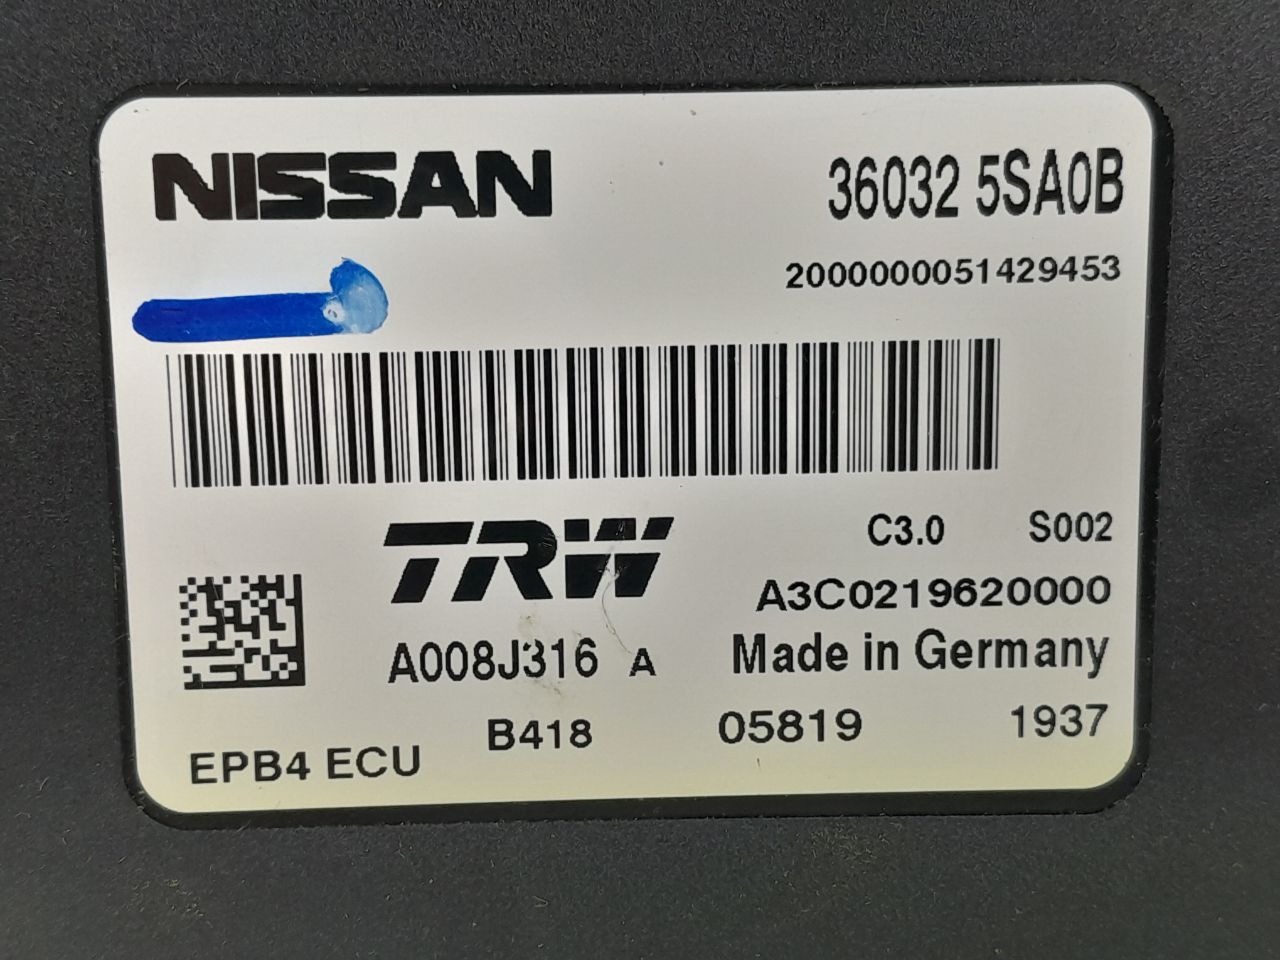 NISSAN
36032 5SA0B
2000000051429453
TRW
C3.0 S002
A3C0219620000
A008J316 A
Made in Germany
B418 05819 1937
EPB4 ECU